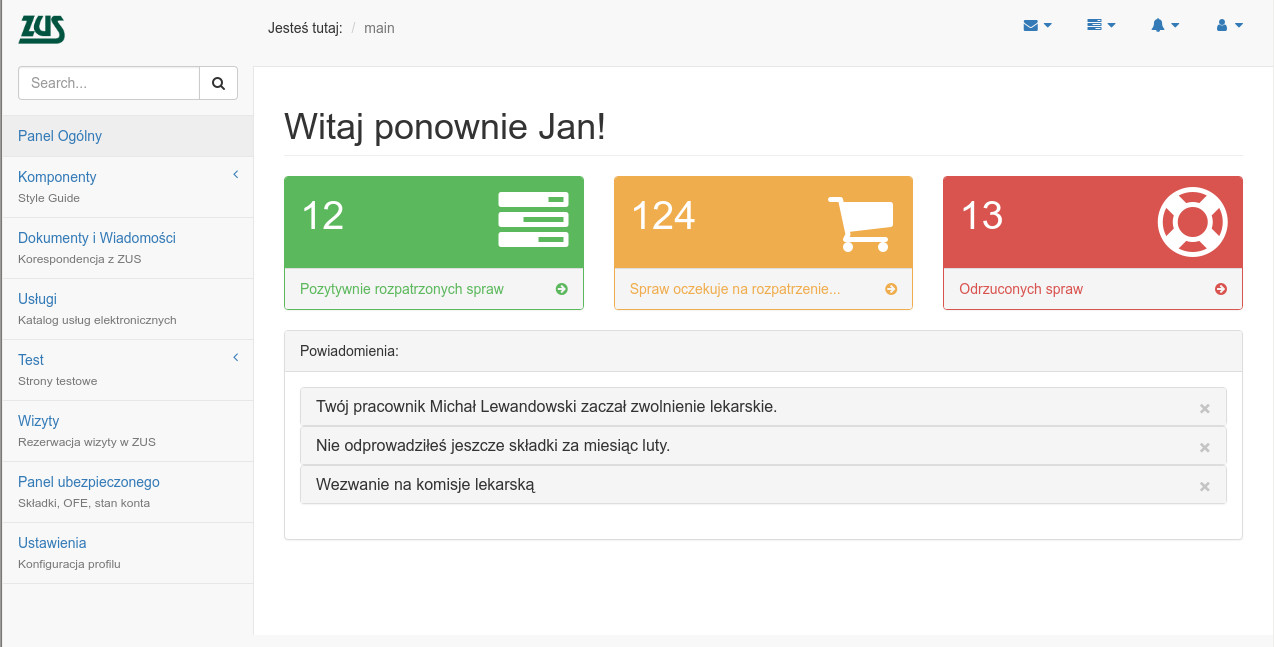 ZUS
Jesteś tutaj: / main
Search...
Panel Ogólny
Komponenty
Style Guide
Dokumenty i Wiadomości
Korespondencja z ZUS
Usługi
Katalog usług elektronicznych
Test
Strony testowe
Wizyty
Rezerwacja wizyty w ZUS
Panel ubezpieczonego
Składki, OFE, stan konta
Ustawienia
Konfiguracja profilu
Witaj ponownie Jan!
12
Pozytywnie rozpatrzonych spraw
124
Spraw oczekuje na rozpatrzenie...
13
Odrzuconych spraw
Powiadomienia:
Twój pracownik Michał Lewandowski zaczał zwolnienie lekarskie.
Nie odprowadziłeś jeszcze składki za miesiąc luty.
Wezwanie na komisje lekarską